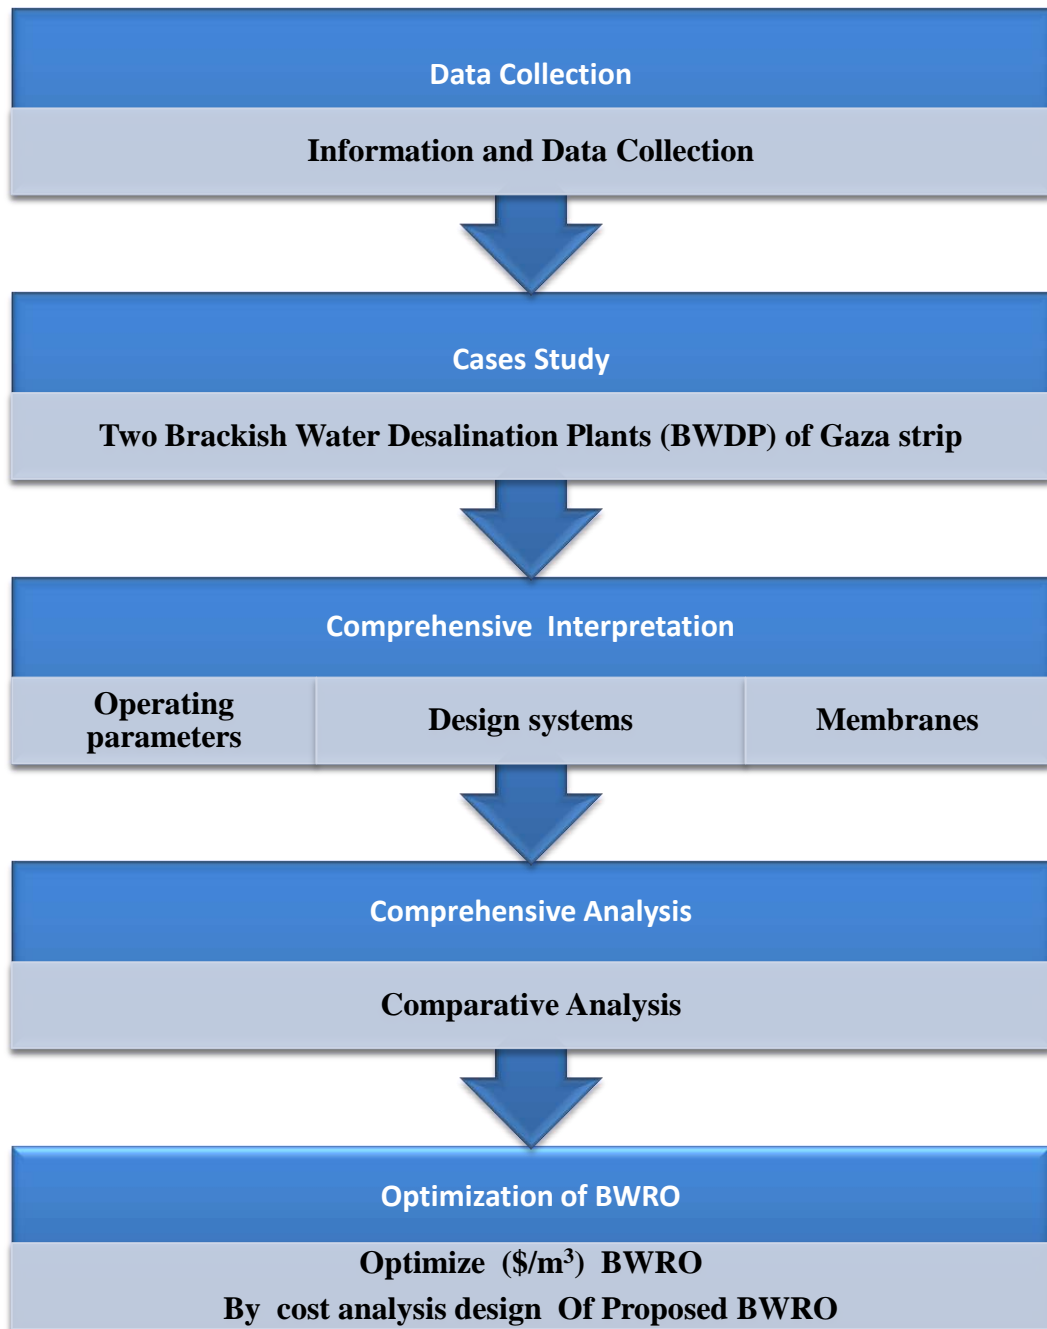 Data Collection
Information and Data Collection
Cases Study
Two Brackish Water Desalination Plants (BWDP) of Gaza strip
Comprehensive Interpretation
Operating
parameters
Design systems
Membranes
Comprehensive Analysis
Comparative Analysis
Optimization of BWRO
Optimize ($/m³) BWRO
By cost analysis design Of Proposed BWRO